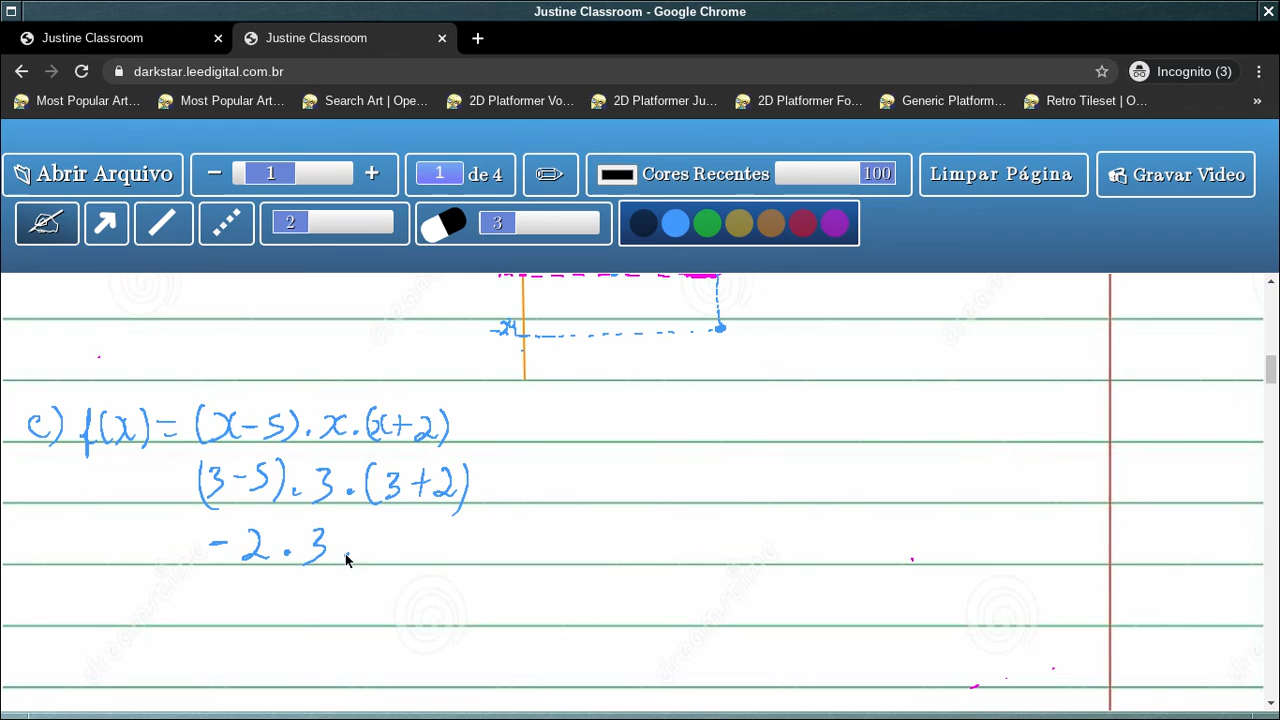 Justine Classroom - Google Chrome
Justine Classroom
Justine Classroom
darkstar.leedigital.com.br
Incognito (3)
Most Popular Art...
Most Popular Art...
Search Art | Ope...
2D Platformer Vo...
2D Platformer Ju...
2D Platformer Fo...
Generic Platform...
Retro Tileset | O...
»
Abrir Arquivo
− 1 +
1 de 4
Cores Recentes 100
Limpar Página
Gravar Video
2
3
-24
c) f(x) = (x-5).x.(x+2)
(3-5).3.(3+2)
-2.3.
dreamstime